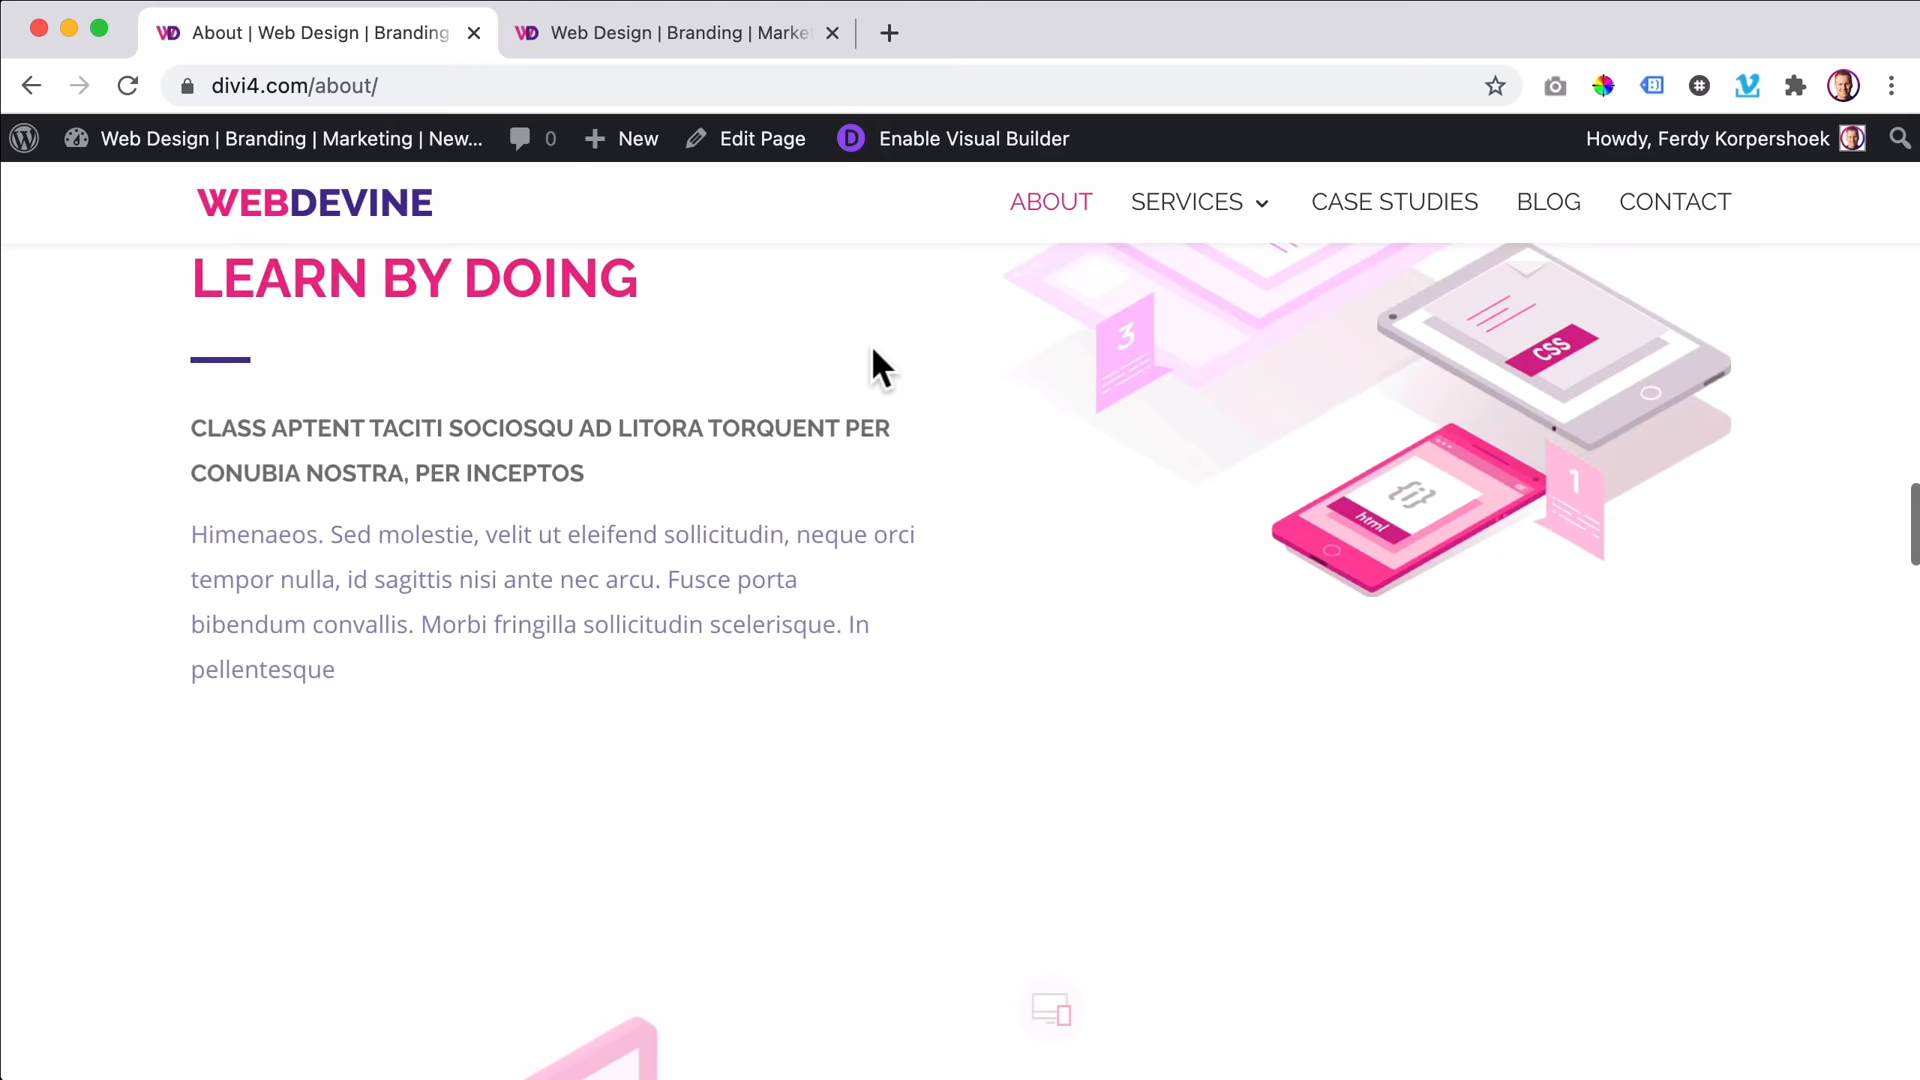 About | Web Design | Branding
Web Design | Branding | Marke
divi4.com/about/
Web Design | Branding | Marketing | New...
0
New
Edit Page
D
Enable Visual Builder
Howdy, Ferdy Korpershoek
WEBDEVINE
ABOUT
SERVICES
CASE STUDIES
BLOG
CONTACT
LEARN BY DOING
3
CSS
CLASS APTENT TACITI SOCIOSQU AD LITORA TORQUENT PER
CONUBIA NOSTRA, PER INCEPTOS
1
html
Himenaeos. Sed molestie, velit ut eleifend sollicitudin, neque orci
tempor nulla, id sagittis nisi ante nec arcu. Fusce porta
bibendum convallis. Morbi fringilla sollicitudin scelerisque. In
pellentesque